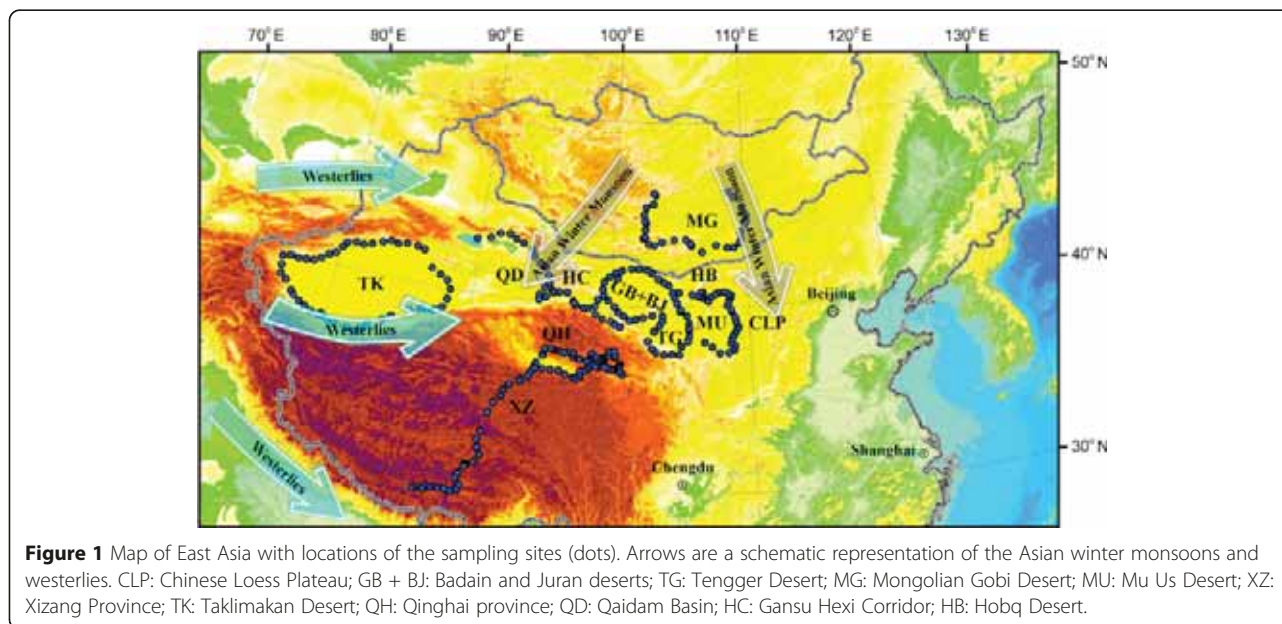 70°E 80°E 90°E 100°E 110°E 120°E 130°E
50°N
Westerlies
Asian Winter Monsoon
Asian Winter Monsoon
MG
40°N
TK
QD
HC
HB
GB+BJ
Beijing
Westerlies
MU
CLP
TG
QH
XZ
Westerlies
Chengdu
Shanghai
30°N
Figure 1 Map of East Asia with locations of the sampling sites (dots). Arrows are a schematic representation of the Asian winter monsoons and
westerlies. CLP: Chinese Loess Plateau; GB + BJ: Badain and Juran deserts; TG: Tengger Desert; MG: Mongolian Gobi Desert; MU: Mu Us Desert; XZ:
Xizang Province; TK: Taklimakan Desert; QH: Qinghai province; QD: Qaidam Basin; HC: Gansu Hexi Corridor; HB: Hobq Desert.